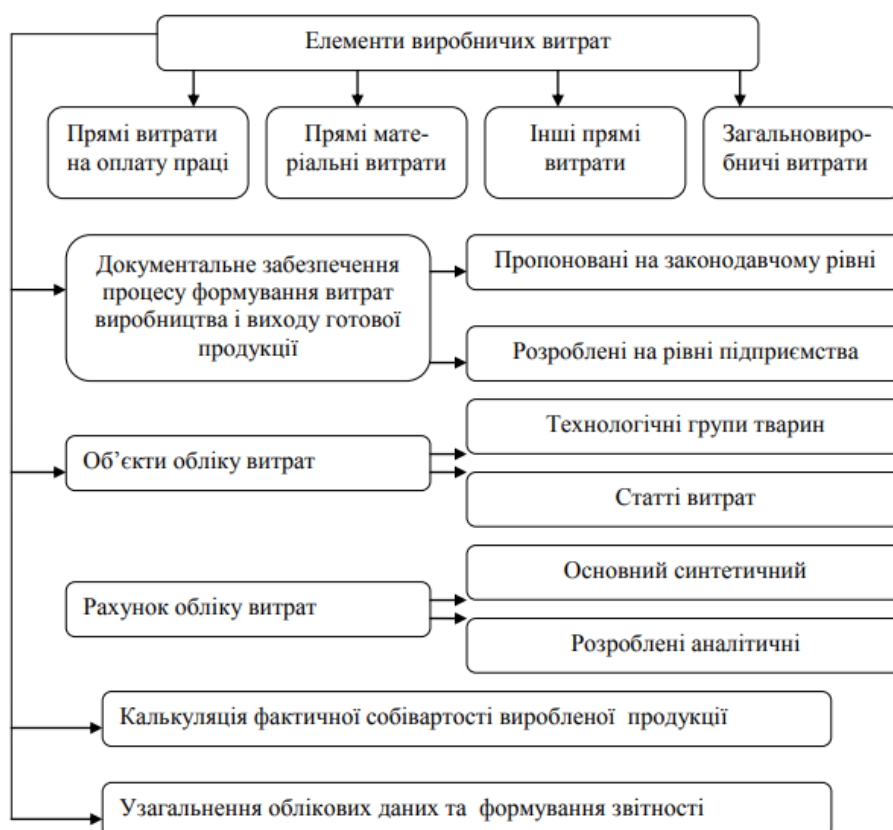 Елементи виробничих витрат
Прямі витрати
на оплату праці
Прямі мате-
ріальні витрати
Інші прямі
витрати
Загальновиро-
бничі витрати
Документальне забезпечення
процесу формування витрат
виробництва і виходу готової
продукції
Пропоновані на законодавчому рівні
Розроблені на рівні підприємства
Об’єкти обліку витрат
Технологічні групи тварин
Статті витрат
Рахунок обліку витрат
Основний синтетичний
Розроблені аналітичні
Калькуляція фактичної собівартості виробленої продукції
Узагальнення облікових даних та формування звітності